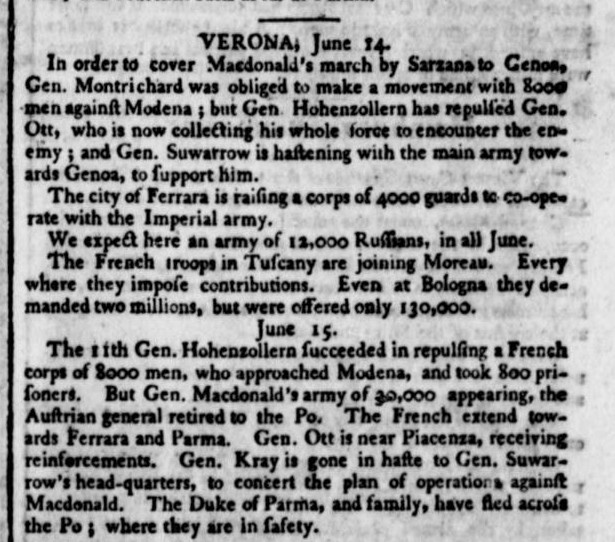 VERONA, June 14.
In order to cover Macdonald's march by Sarzana to Genoa,
Gen. Montrichard was obliged to make a movement with 8000
men againſt Modena ; but Gen. Hohenzollern has repulſed Gen.
Ott, who is now collecting his whole force to encounter the en-
emy ; and Gen. Suwarrow is haſtening with the main army tow-
ards Genoa, to ſupport him.
The city of Ferrara is raiſing a corps of 4000 guards to co-ope-
rate with the Imperial army.
We expect here an army of 12,000 Ruſſians, in all June.
The French troops in Tuſcany are joining Moreau. Every
where they impoſe contributions. Even at Bologna they de-
manded two millions, but were offered only 130,000.
June 15.
The 11th Gen. Hohenzollern ſucceeded in repulſing a French
corps of 8000 men, who approached Modena, and took 800 pri-
ſoners. But Gen. Macdonald's army of 30,000 appearing, the
Auſtrian general retired to the Po. The French extend tow-
ards Ferrara and Parma. Gen. Ott is near Piacenza, receiving
reinforcements. Gen. Kray is gone in haſte to Gen. Suwar-
row's head-quarters, to concert the plan of operations againſt
Macdonald. The Duke of Parma, and family, have fled acroſs
the Po ; where they are in ſafety.